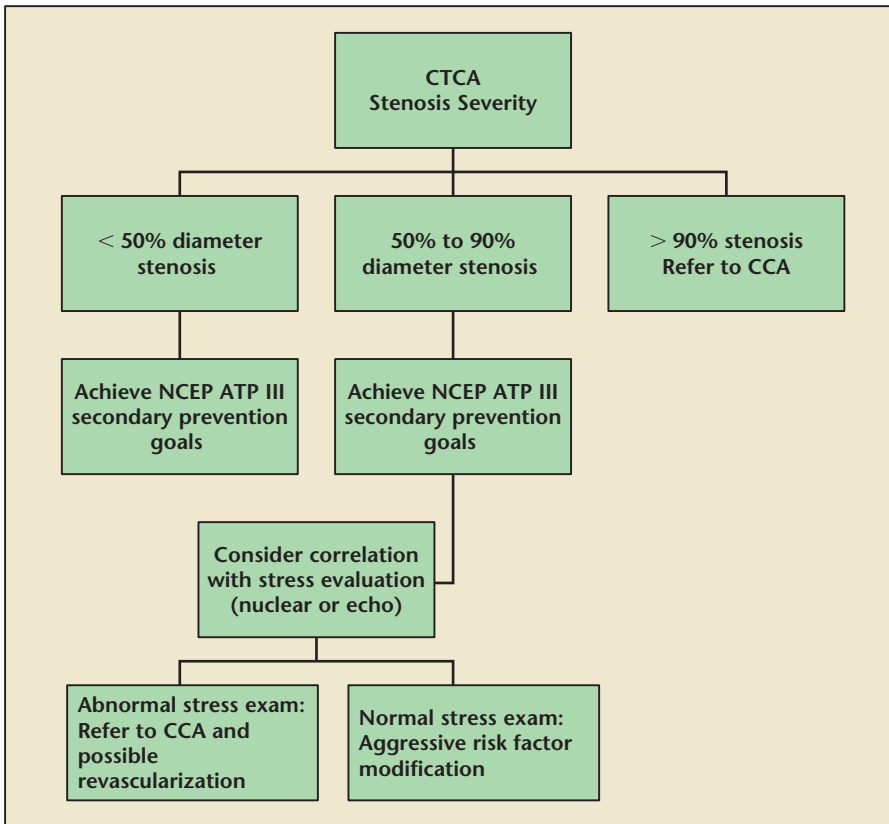 CTCA
Stenosis Severity
< 50% diameter
stenosis
50% to 90%
diameter stenosis
> 90% stenosis
Refer to CCA
Achieve NCEP ATP III
secondary prevention
goals
Achieve NCEP ATP III
secondary prevention
goals
Consider correlation
with stress evaluation
(nuclear or echo)
Abnormal stress exam:
Refer to CCA and
possible
revascularization
Normal stress exam:
Aggressive risk factor
modification